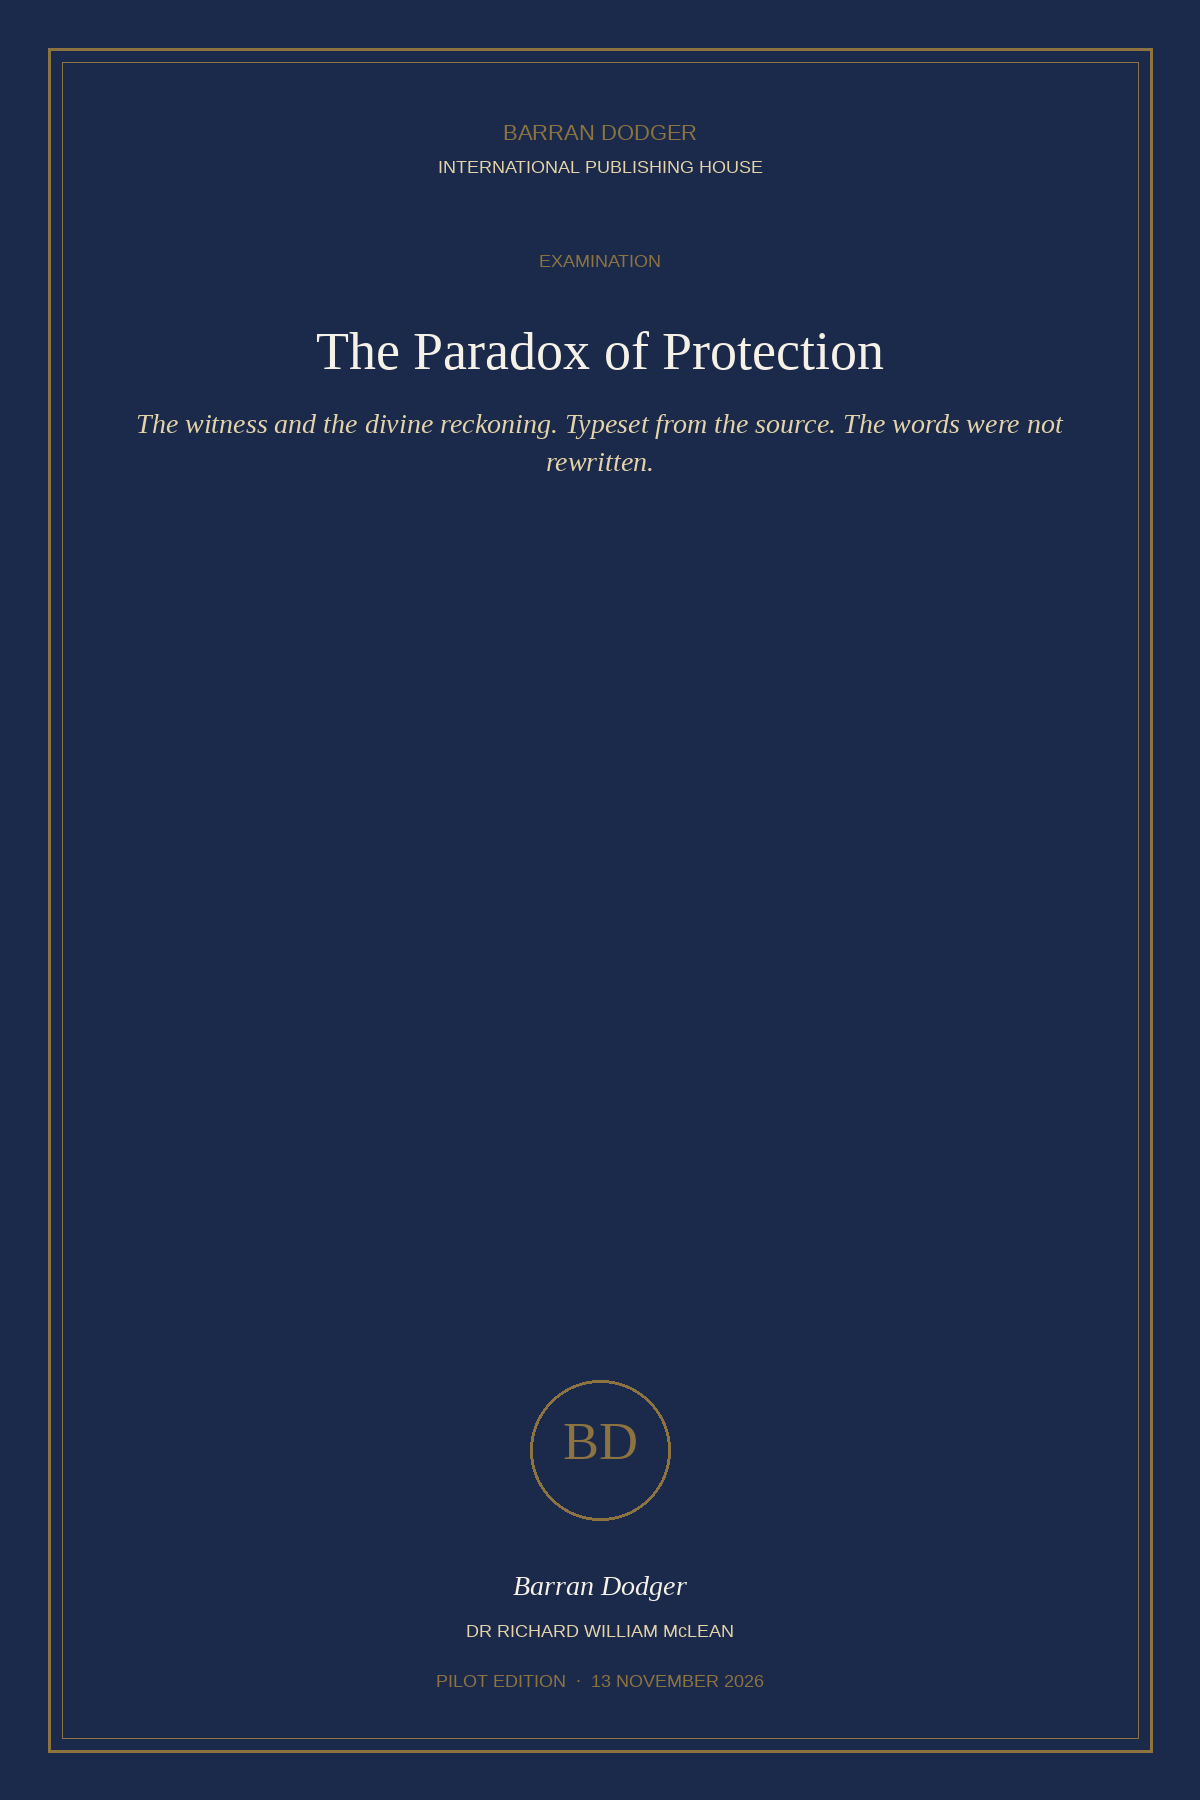 BARRAN DODGER
INTERNATIONAL PUBLISHING HOUSE
EXAMINATION
The Paradox of Protection
The witness and the divine reckoning. Typeset from the source. The words were not
rewritten.
BD
Barran Dodger
DR RICHARD WILLIAM McLEAN
PILOT EDITION · 13 NOVEMBER 2026